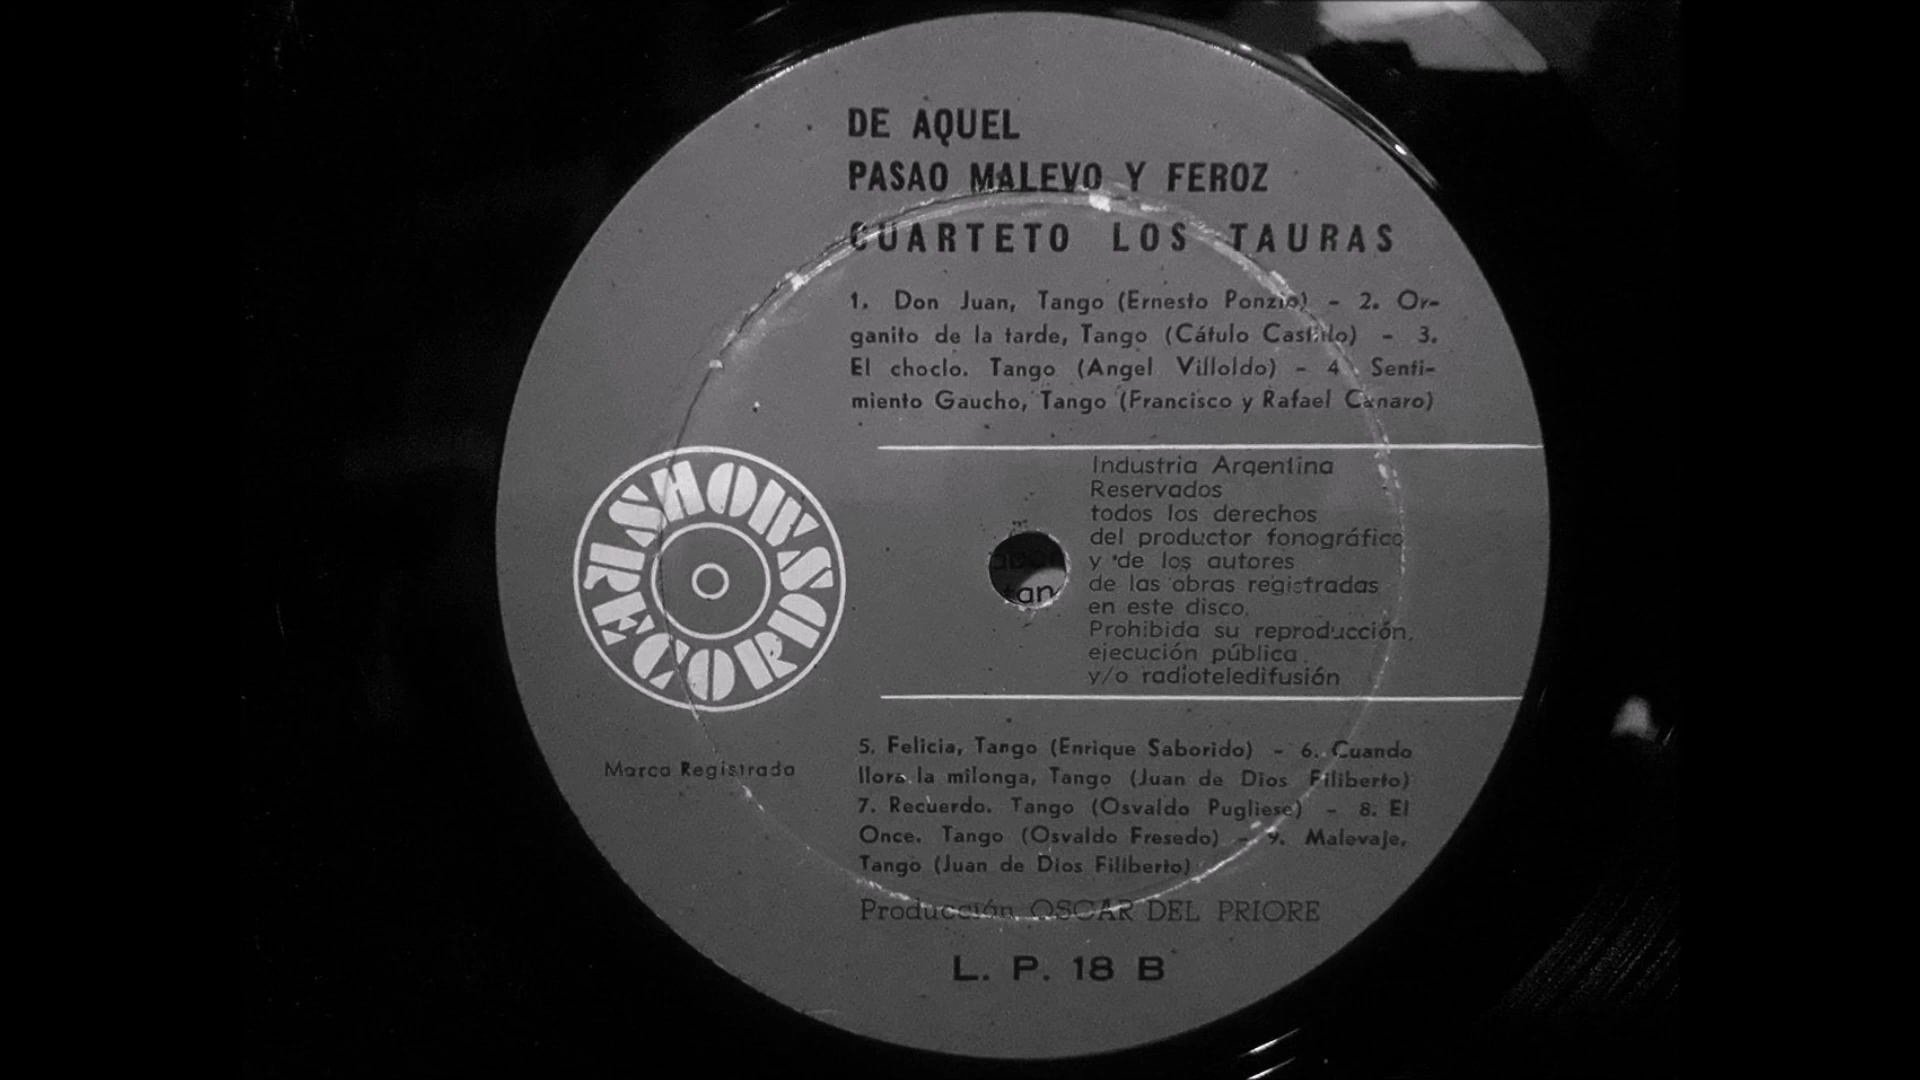 DE AQUEL
PASAO MALEVO Y FEROZ
CUARTETO LOS TAURAS
1. Don Juan, Tango (Ernesto Ponzio) - 2. Or-
ganito de la tarde, Tango (Cátulo Castillo) - 3.
El choclo. Tango (Angel Villoldo) - 4. Senti-
miento Gaucho, Tango (Francisco y Rafael Canaro)
SHOW'S RECORDS
Marca Registrada
Industria Argentina
Reservados
todos los derechos
del productor fonográfico
y de los autores
de las obras registradas
en este disco.
Prohibida su reproducción,
ejecución pública
y/o radioteledifusión
tan
5. Felicia, Tango (Enrique Saborido) - 6. Cuando
llora la milonga, Tango (Juan de Dios Filiberto)
7. Recuerdo. Tango (Osvaldo Pugliese) - 8. El
Once. Tango (Osvaldo Fresedo) - 9. Malevaje,
Tango (Juan de Dios Filiberto)
Producción OSCAR DEL PRIORE
L. P. 18 B